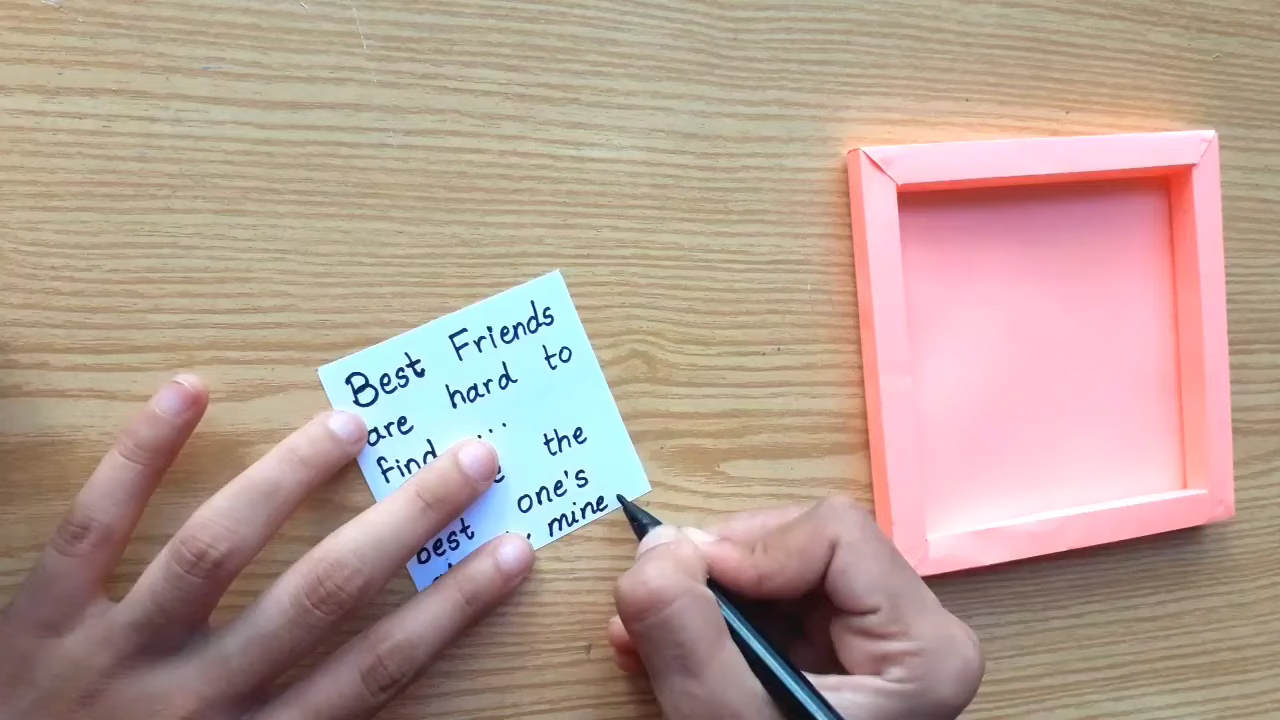 Best Friends
are hard to
find...
the
best one's
mine